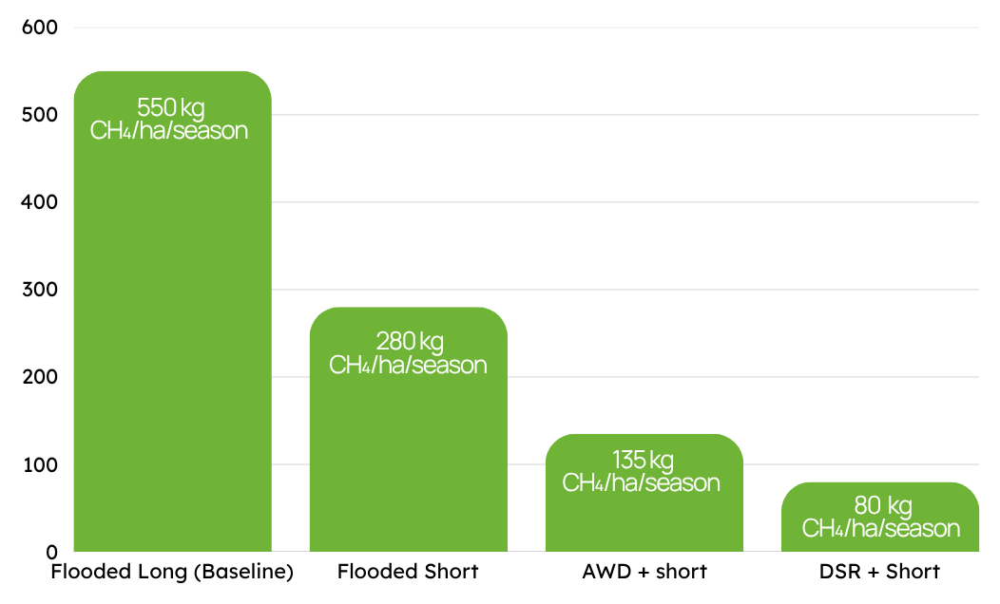 600
500
400
300
200
100
0
550 kg
CH₄/ha/season
280 kg
CH₄/ha/season
135 kg
CH₄/ha/season
80 kg
CH₄/ha/season
Flooded Long (Baseline)
Flooded Short
AWD + short
DSR + Short